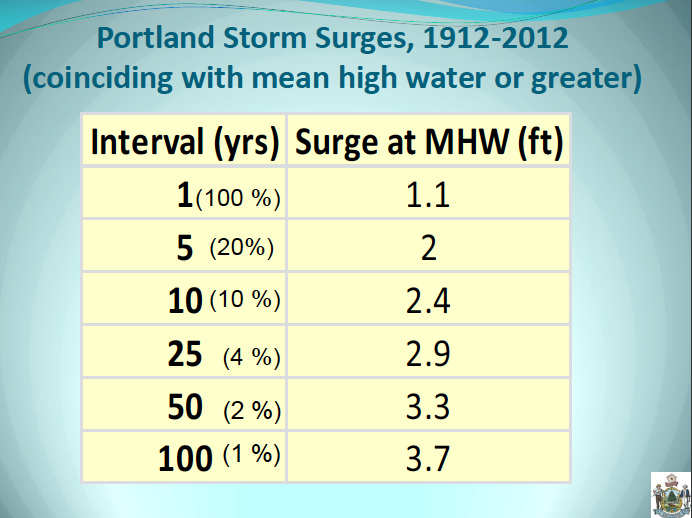 Portland Storm Surges, 1912-2012
(coinciding with mean high water or greater)
Interval (yrs) Surge at MHW (ft)
1 (100 %) 1.1
5 (20%) 2
10 (10 %) 2.4
25 (4 %) 2.9
50 (2 %) 3.3
100 (1 %) 3.7